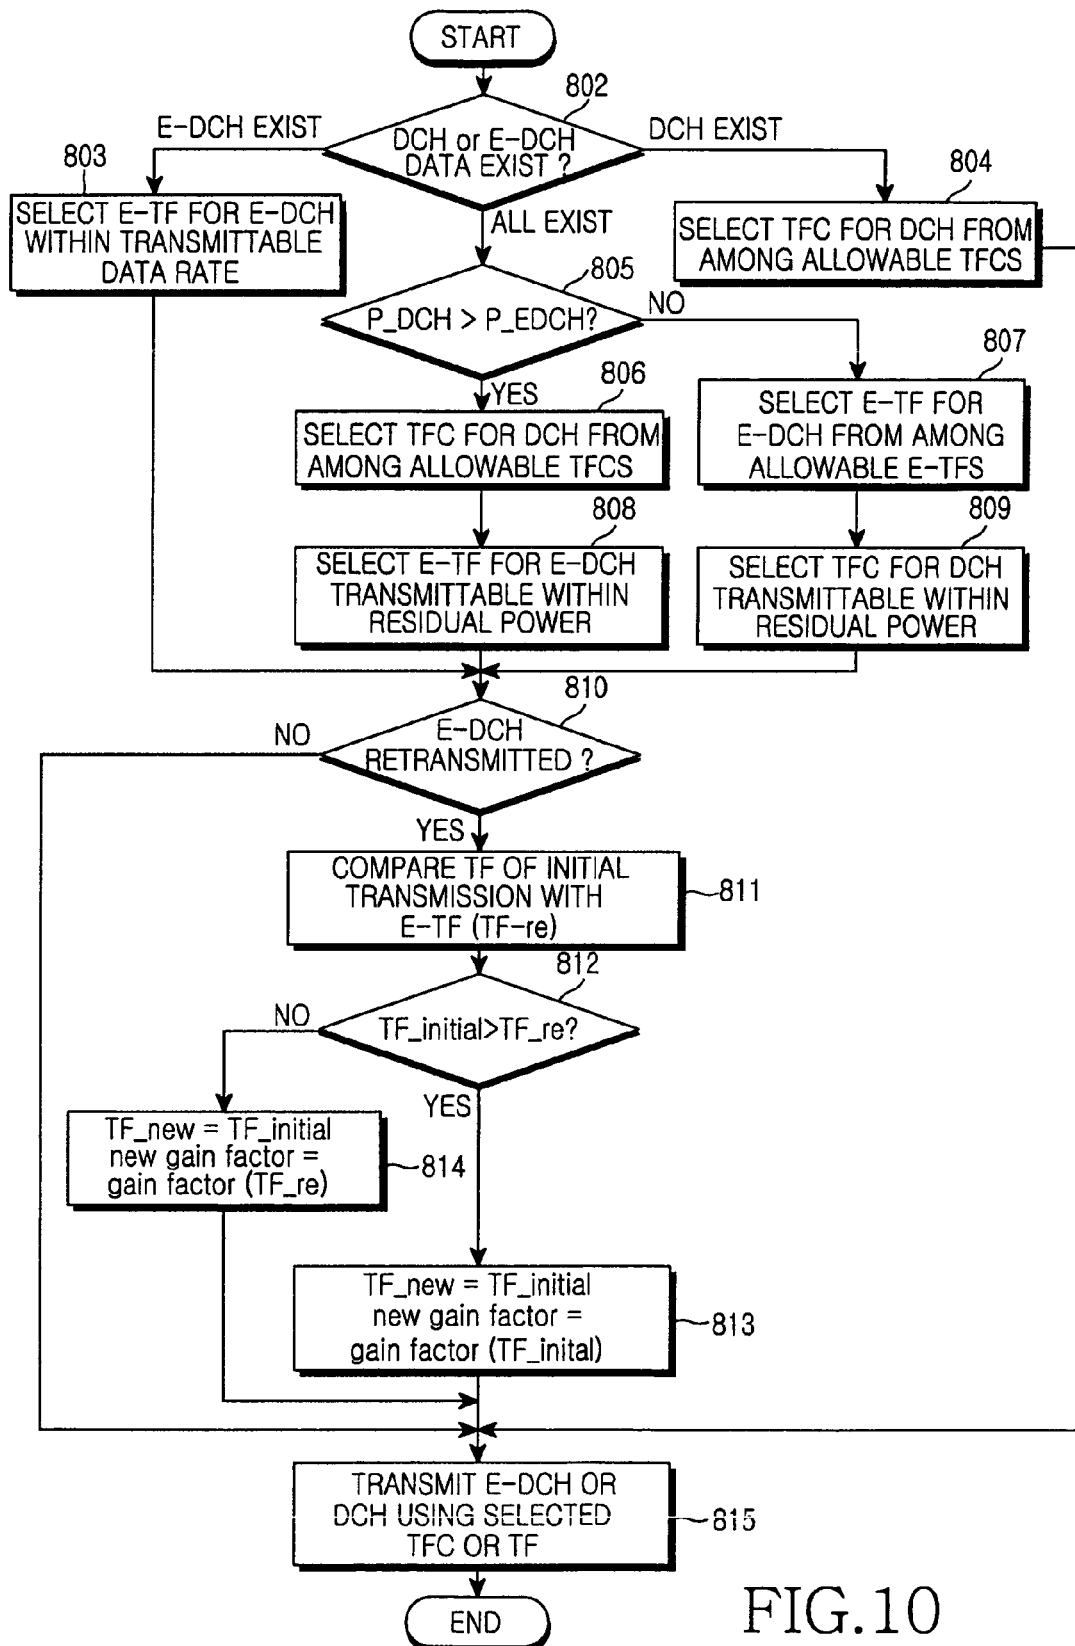 START
802
DCH or E-DCH
DATA EXIST ?
E-DCH EXIST
DCH EXIST
803
SELECT E-TF FOR E-DCH
WITHIN TRANSMITTABLE
DATA RATE
ALL EXIST
804
SELECT TFC FOR DCH FROM
AMONG ALLOWABLE TFCS
805
P_DCH > P_EDCH?
NO
YES
806
SELECT TFC FOR DCH FROM
AMONG ALLOWABLE TFCS
807
SELECT E-TF FOR
E-DCH FROM AMONG
ALLOWABLE E-TFS
808
SELECT E-TF FOR E-DCH
TRANSMITTABLE WITHIN
RESIDUAL POWER
809
SELECT TFC FOR DCH
TRANSMITTABLE WITHIN
RESIDUAL POWER
810
E-DCH
RETRANSMITTED ?
NO
YES
COMPARE TF OF INITIAL
TRANSMISSION WITH
E-TF (TF-re)
811
812
TF_initial>TF_re?
NO
YES
TF_new = TF_initial
new gain factor =
gain factor (TF_re)
814
TF_new = TF_initial
new gain factor =
gain factor (TF_inital)
813
TRANSMIT E-DCH OR
DCH USING SELECTED
TFC OR TF
815
END
FIG.10